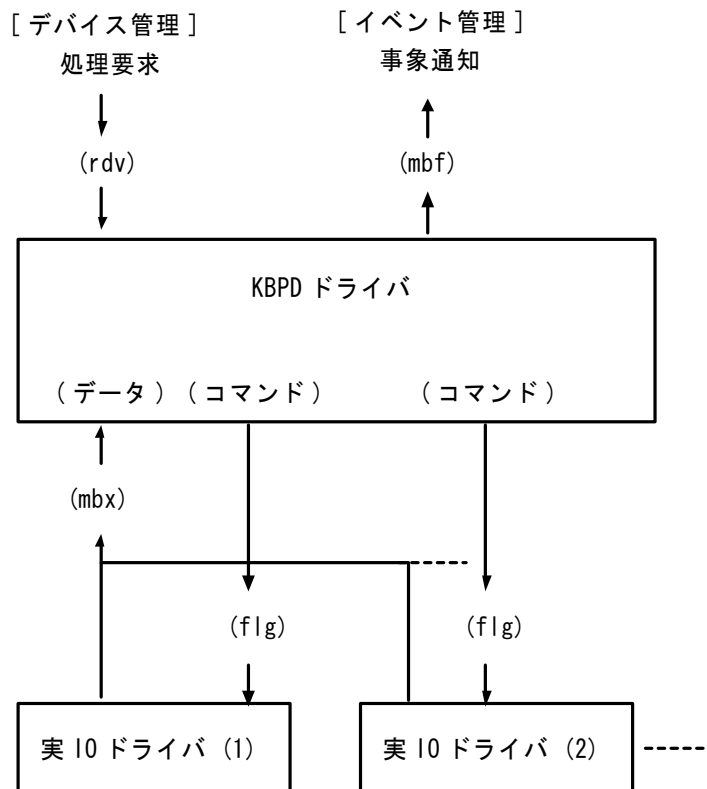 [ デバイス管理 ]
処理要求
[ イベント管理 ]
事象通知
(rdv)
(mbf)
KBPD ドライバ
( データ ) ( コマンド )
( コマンド )
(mbx)
(flg)
(flg)
実 IO ドライバ (1)
実 IO ドライバ (2)